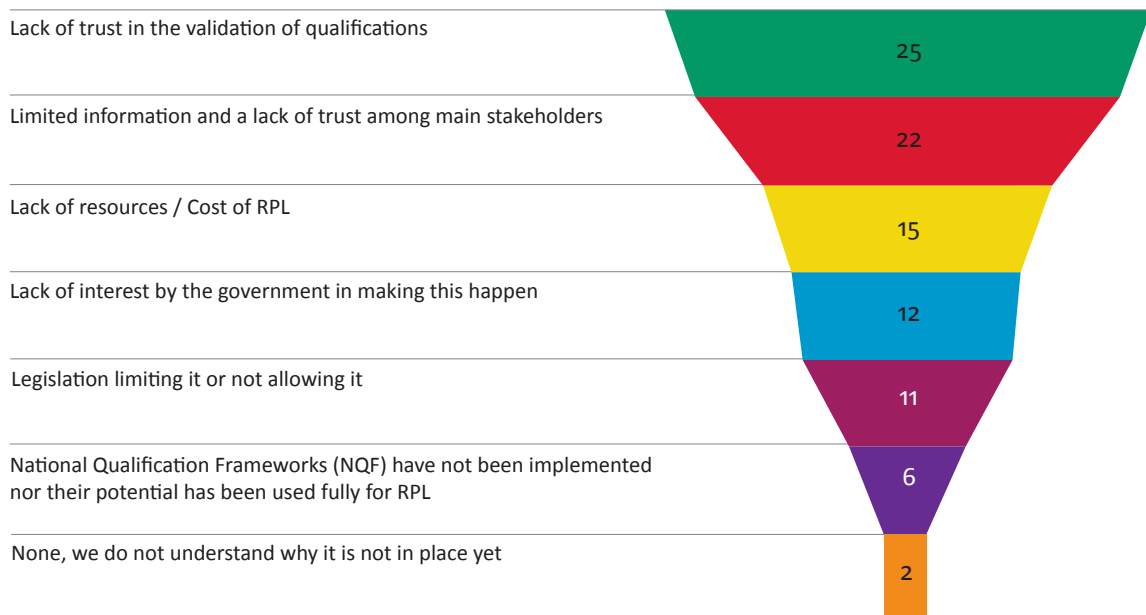 Lack of trust in the validation of qualifications
25
Limited information and a lack of trust among main stakeholders
22
Lack of resources / Cost of RPL
15
Lack of interest by the government in making this happen
12
Legislation limiting it or not allowing it
11
National Qualification Frameworks (NQF) have not been implemented
nor their potential has been used fully for RPL
6
None, we do not understand why it is not in place yet
2